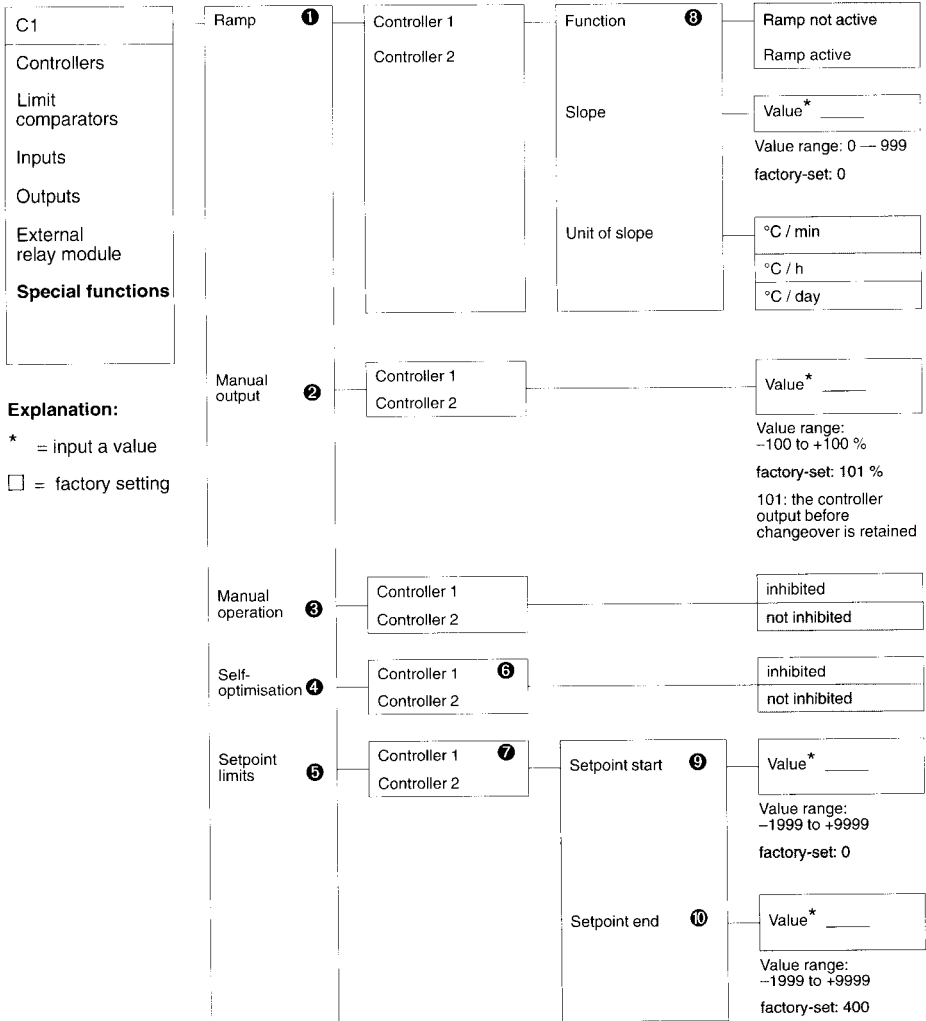 C1
Controllers
Limit
comparators
Inputs
Outputs
External
relay module
Special functions
Explanation:
* = input a value
□ = factory setting
Ramp ❶
Controller 1
Controller 2
Function ❽
Ramp not active
Ramp active
Slope
Value* ____
Value range: 0 — 999
factory-set: 0
Unit of slope
°C / min
°C / h
°C / day
Manual
output ❷
Controller 1
Controller 2
Value* ____
Value range:
–100 to +100 %
factory-set: 101 %
101: the controller
output before
changeover is retained
Manual
operation ❸
Controller 1
Controller 2
inhibited
not inhibited
Self-
optimisation ❹
Controller 1 ❻
Controller 2
inhibited
not inhibited
Setpoint
limits ❺
Controller 1 ❼
Controller 2
Setpoint start ❾
Value* ____
Value range:
–1999 to +9999
factory-set: 0
Setpoint end ❿
Value* ____
Value range:
–1999 to +9999
factory-set: 400